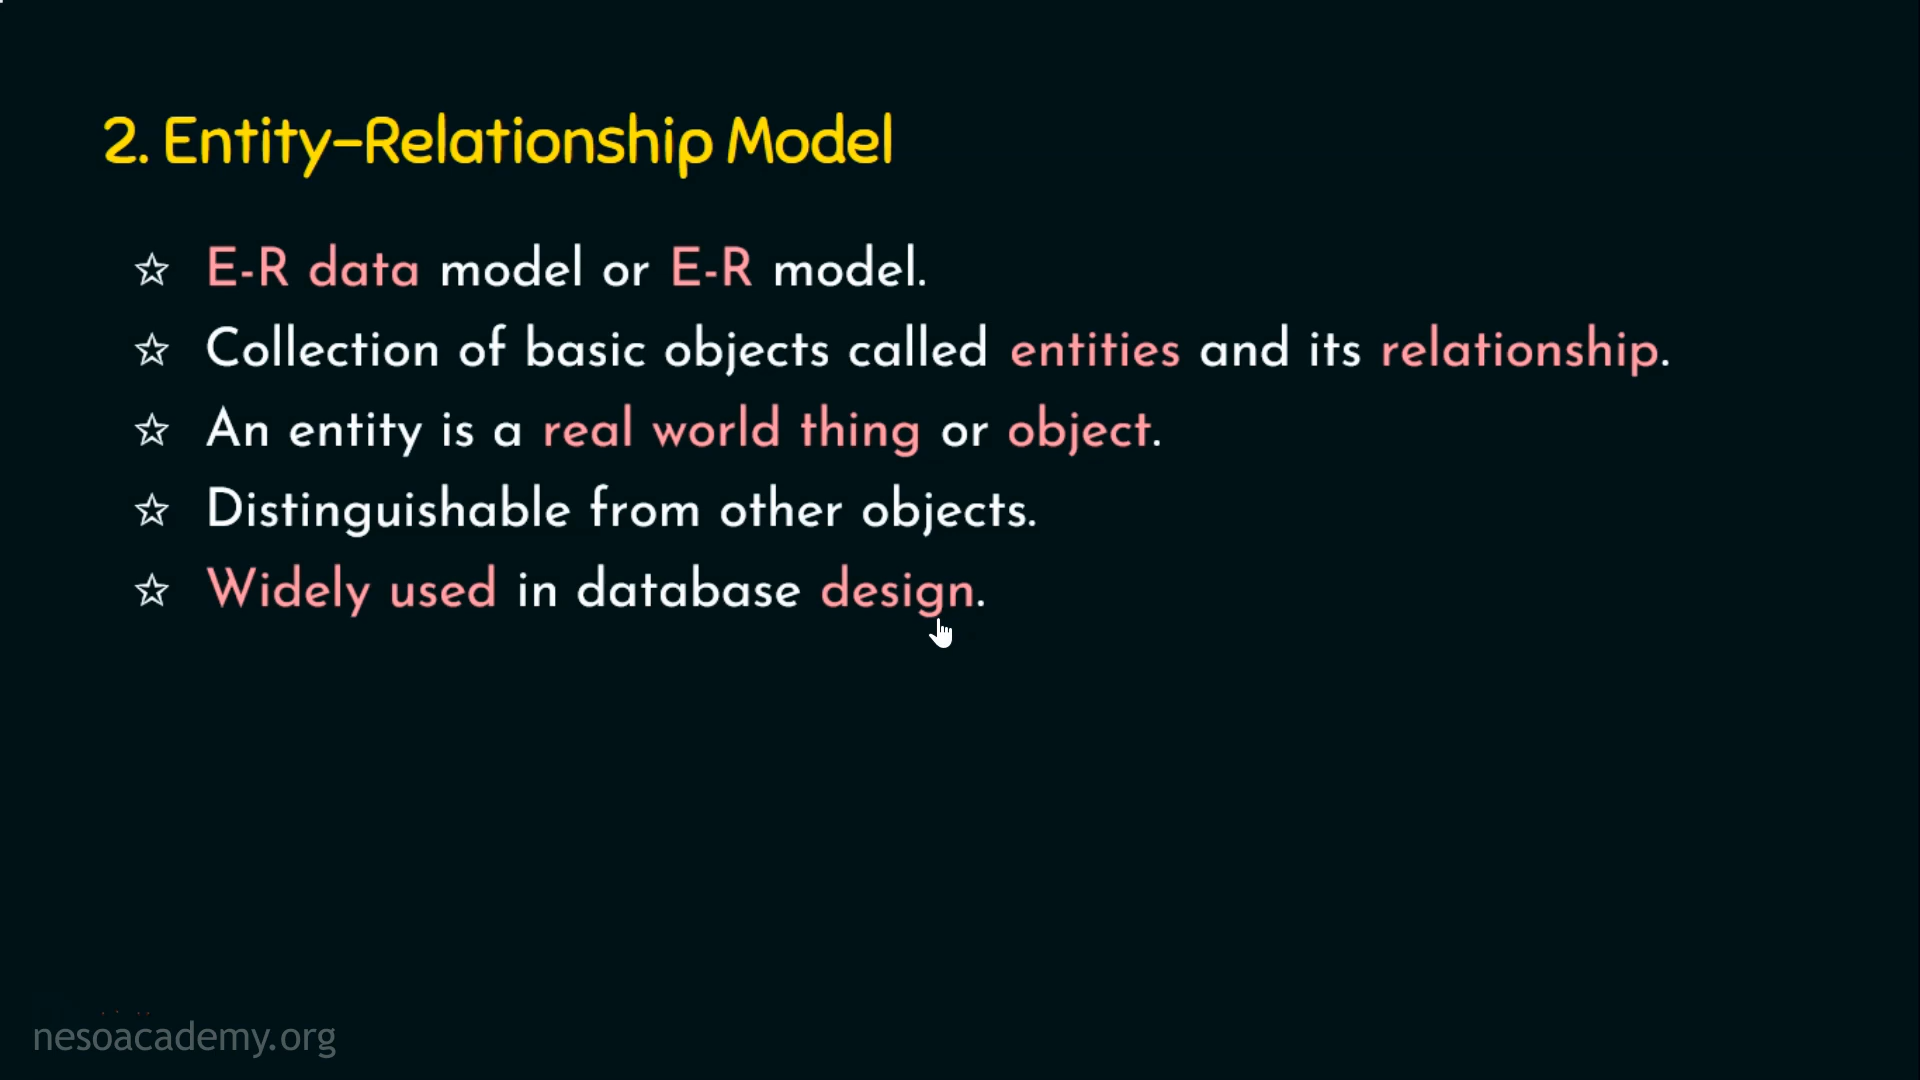 2. Entity-Relationship Model
☆ E-R data model or E-R model.
☆ Collection of basic objects called entities and its relationship.
☆ An entity is a real world thing or object.
☆ Distinguishable from other objects.
☆ Widely used in database design.
nesoacademy.org